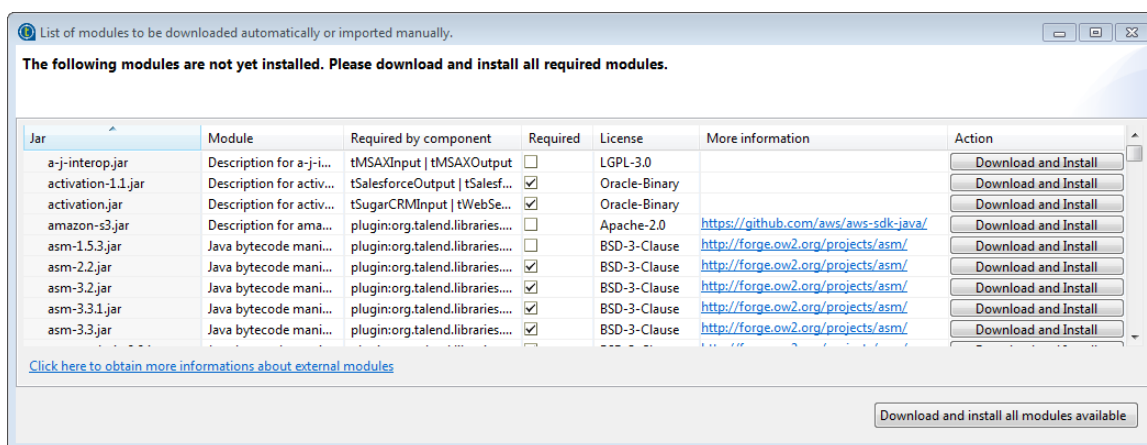 List of modules to be downloaded automatically or imported manually.
The following modules are not yet installed. Please download and install all required modules.
Jar Module Required by component Required License More information Action
a-j-interop.jar Description for a-j-i... tMSAXInput | tMSAXOutput LGPL-3.0 Download and Install
activation-1.1.jar Description for activ... tSalesforceOutput | tSalesf... Oracle-Binary Download and Install
activation.jar Description for activ... tSugarCRMInput | tWebSe... Oracle-Binary Download and Install
amazon-s3.jar Description for ama... plugin:org.talend.libraries.... Apache-2.0 https://github.com/aws/aws-sdk-java/ Download and Install
asm-1.5.3.jar Java bytecode mani... plugin:org.talend.libraries.... BSD-3-Clause http://forge.ow2.org/projects/asm/ Download and Install
asm-2.2.jar Java bytecode mani... plugin:org.talend.libraries.... BSD-3-Clause http://forge.ow2.org/projects/asm/ Download and Install
asm-3.2.jar Java bytecode mani... plugin:org.talend.libraries.... BSD-3-Clause http://forge.ow2.org/projects/asm/ Download and Install
asm-3.3.1.jar Java bytecode mani... plugin:org.talend.libraries.... BSD-3-Clause http://forge.ow2.org/projects/asm/ Download and Install
asm-3.3.jar Java bytecode mani... plugin:org.talend.libraries.... BSD-3-Clause http://forge.ow2.org/projects/asm/ Download and Install
Click here to obtain more informations about external modules
Download and install all modules available